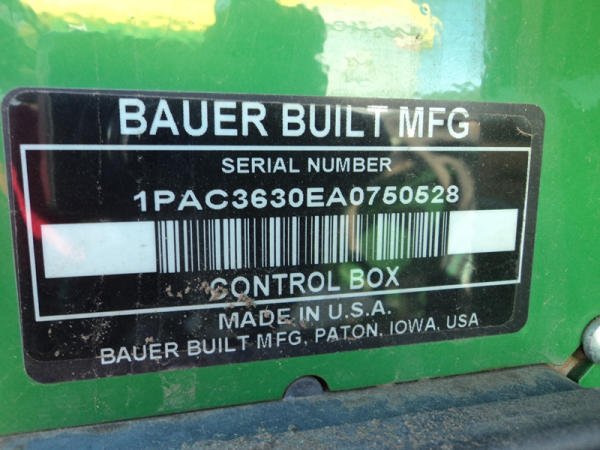 BAUER BUILT MFG
SERIAL NUMBER
1PAC3630EA0750528
CONTROL BOX
MADE IN U.S.A.
BAUER BUILT MFG, PATON, IOWA, USA